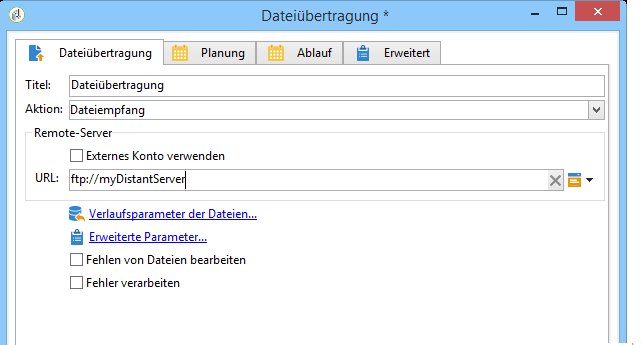 Dateiübertragung *
Dateiübertragung Planung Ablauf Erweitert
Titel: Dateiübertragung
Aktion: Dateiempfang
Remote-Server
Externes Konto verwenden
URL: ftp://myDistantServer
Verlaufsparameter der Dateien...
Erweiterte Parameter...
Fehlen von Dateien bearbeiten
Fehler verarbeiten